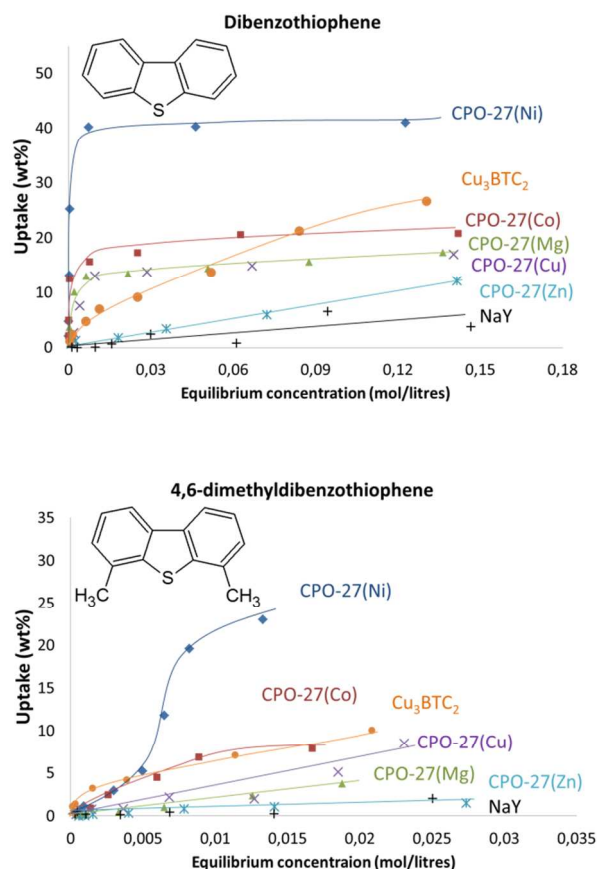 Dibenzothiophene
50
40
30
20
10
0
Uptake (wt%)
S
CPO-27(Ni)
Cu₃BTC₂
CPO-27(Co)
CPO-27(Mg)
CPO-27(Cu)
CPO-27(Zn)
NaY
0 0,03 0,06 0,09 0,12 0,15 0,18
Equilibrium concentration (mol/litres)
4,6-dimethyldibenzothiophene
35
30
25
20
15
10
5
0
Uptake (wt%)
S
H₃C CH₃
CPO-27(Ni)
CPO-27(Co)
Cu₃BTC₂
CPO-27(Cu)
CPO-27(Mg)
CPO-27(Zn)
NaY
0 0,005 0,01 0,015 0,02 0,025 0,03 0,035
Equilibrium concentraion (mol/litres)